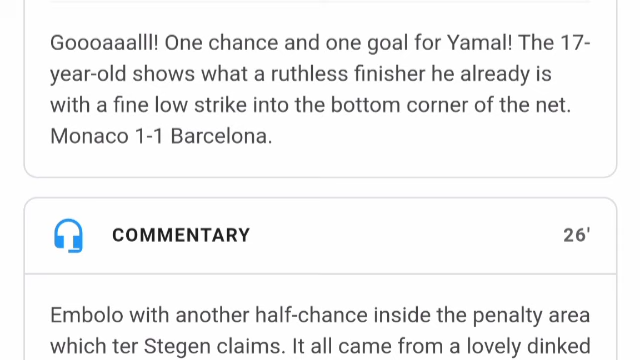 Goooaaalll! One chance and one goal for Yamal! The 17-
year-old shows what a ruthless finisher he already is
with a fine low strike into the bottom corner of the net.
Monaco 1-1 Barcelona.
COMMENTARY 26'
Embolo with another half-chance inside the penalty area
which ter Stegen claims. It all came from a lovely dinked